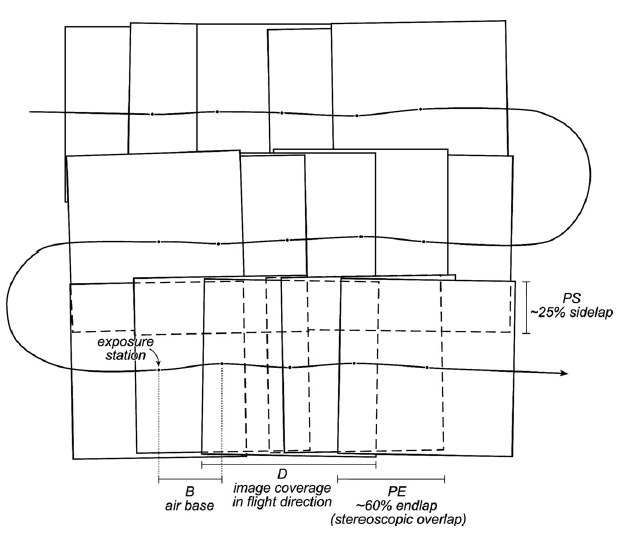 PS
~25% sidelap
exposure
station
D
B
image coverage
PE
air base
in flight direction
~60% endlap
(stereoscopic overlap)